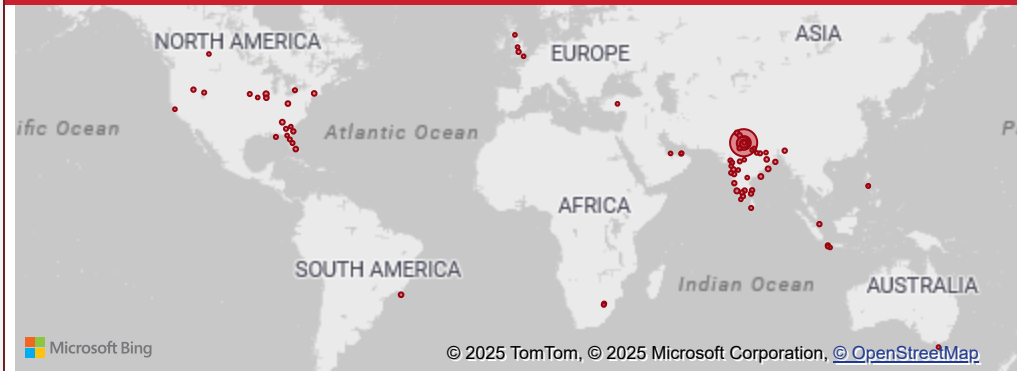 NORTH AMERICA
ASIA
EUROPE
ific Ocean
Atlantic Ocean
P
AFRICA
SOUTH AMERICA
Indian Ocean
AUSTRALIA
Microsoft Bing
© 2025 TomTom, © 2025 Microsoft Corporation, © OpenStreetMap